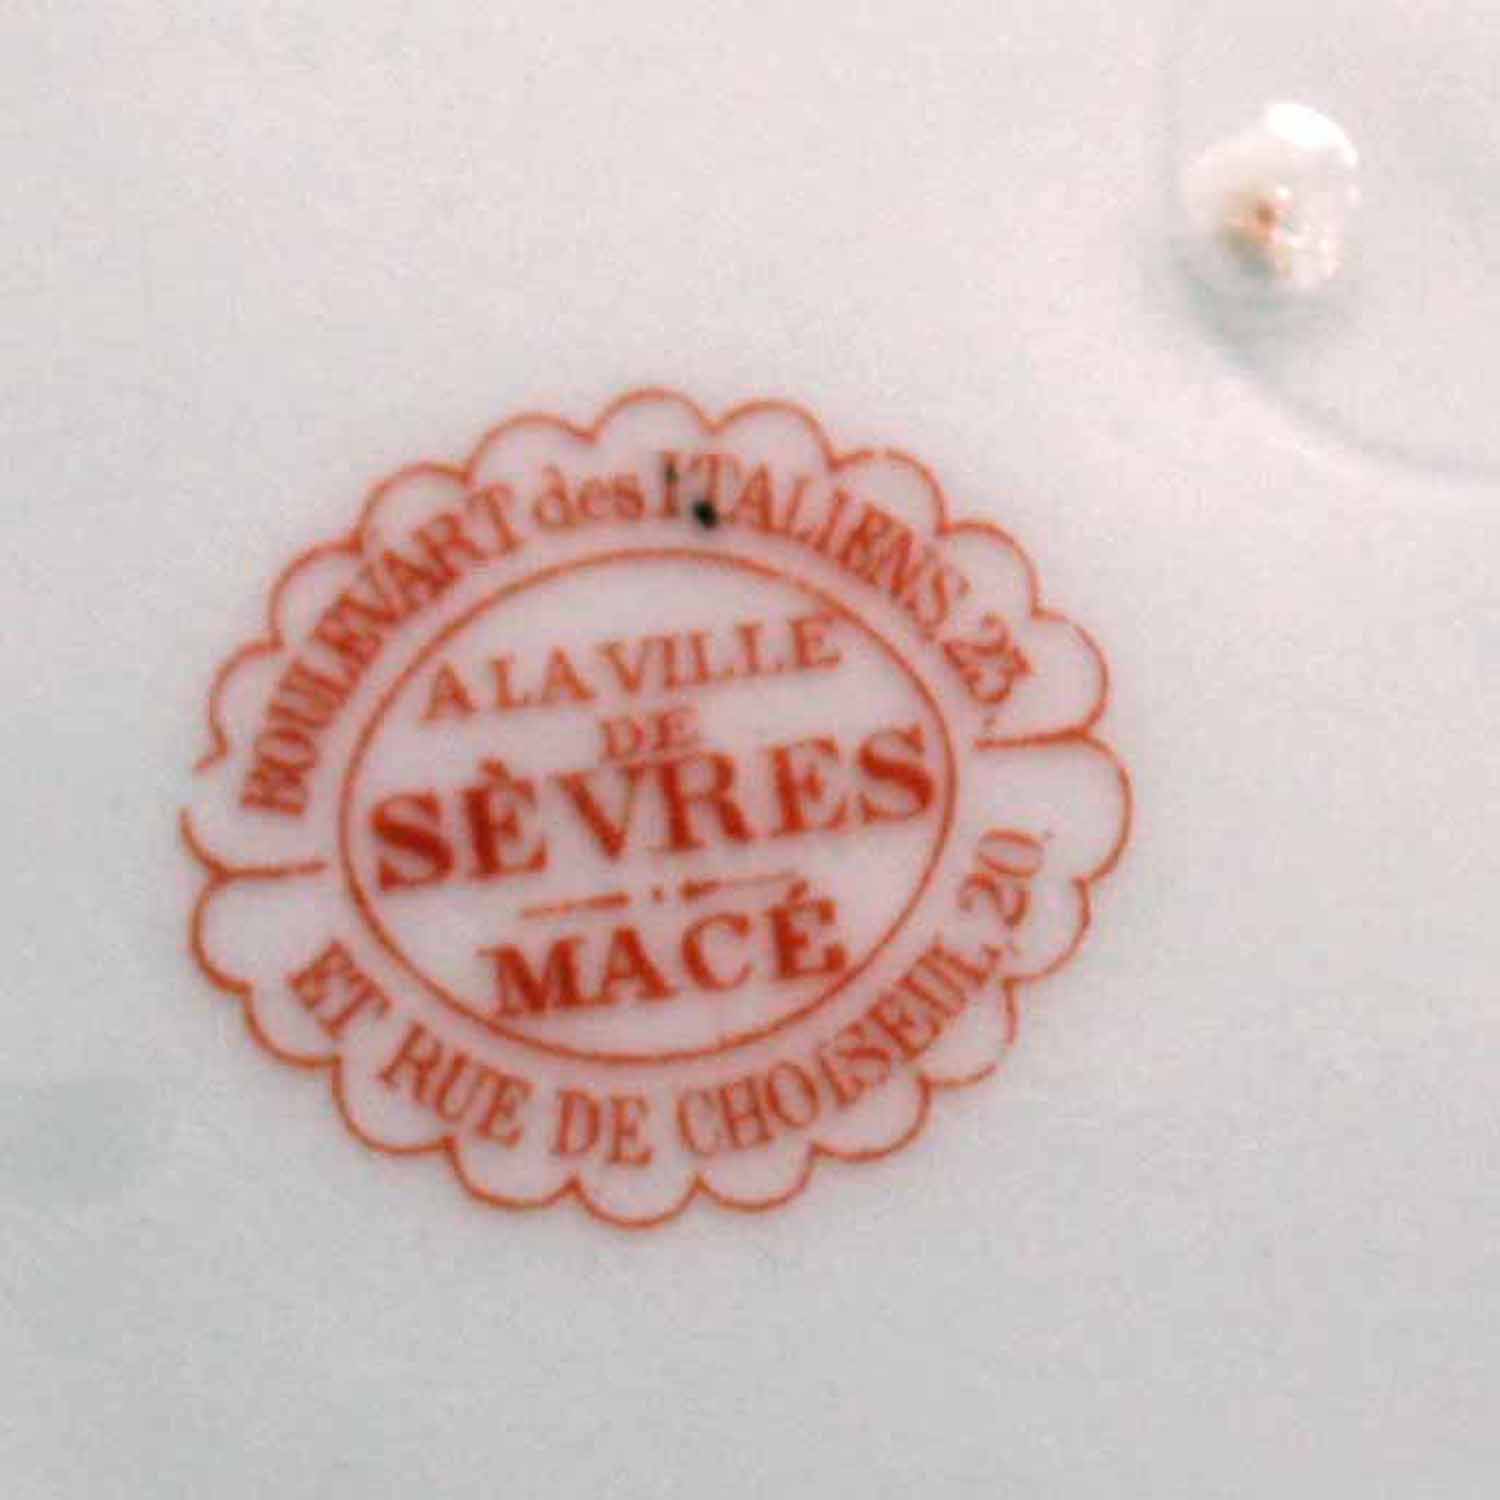 BOULEVART des ITALIENS, 23.
A LA VILLE
DE
SÈVRES
MACÉ
ET RUE DE CHOISEUL, 20.